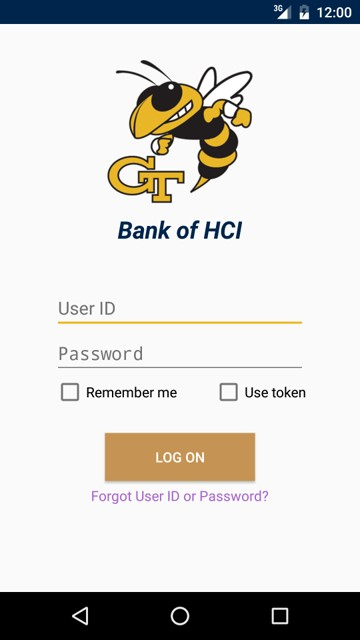 3G 12:00
GT
Bank of HCI
User ID
Password
Remember me Use token
LOG ON
Forgot User ID or Password?